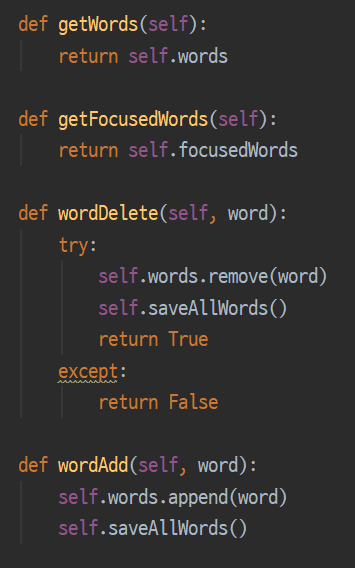 def getWords(self):
    return self.words

def getFocusedWords(self):
    return self.focusedWords

def wordDelete(self, word):
    try:
        self.words.remove(word)
        self.saveAllWords()
        return True
    except:
        return False

def wordAdd(self, word):
    self.words.append(word)
    self.saveAllWords()